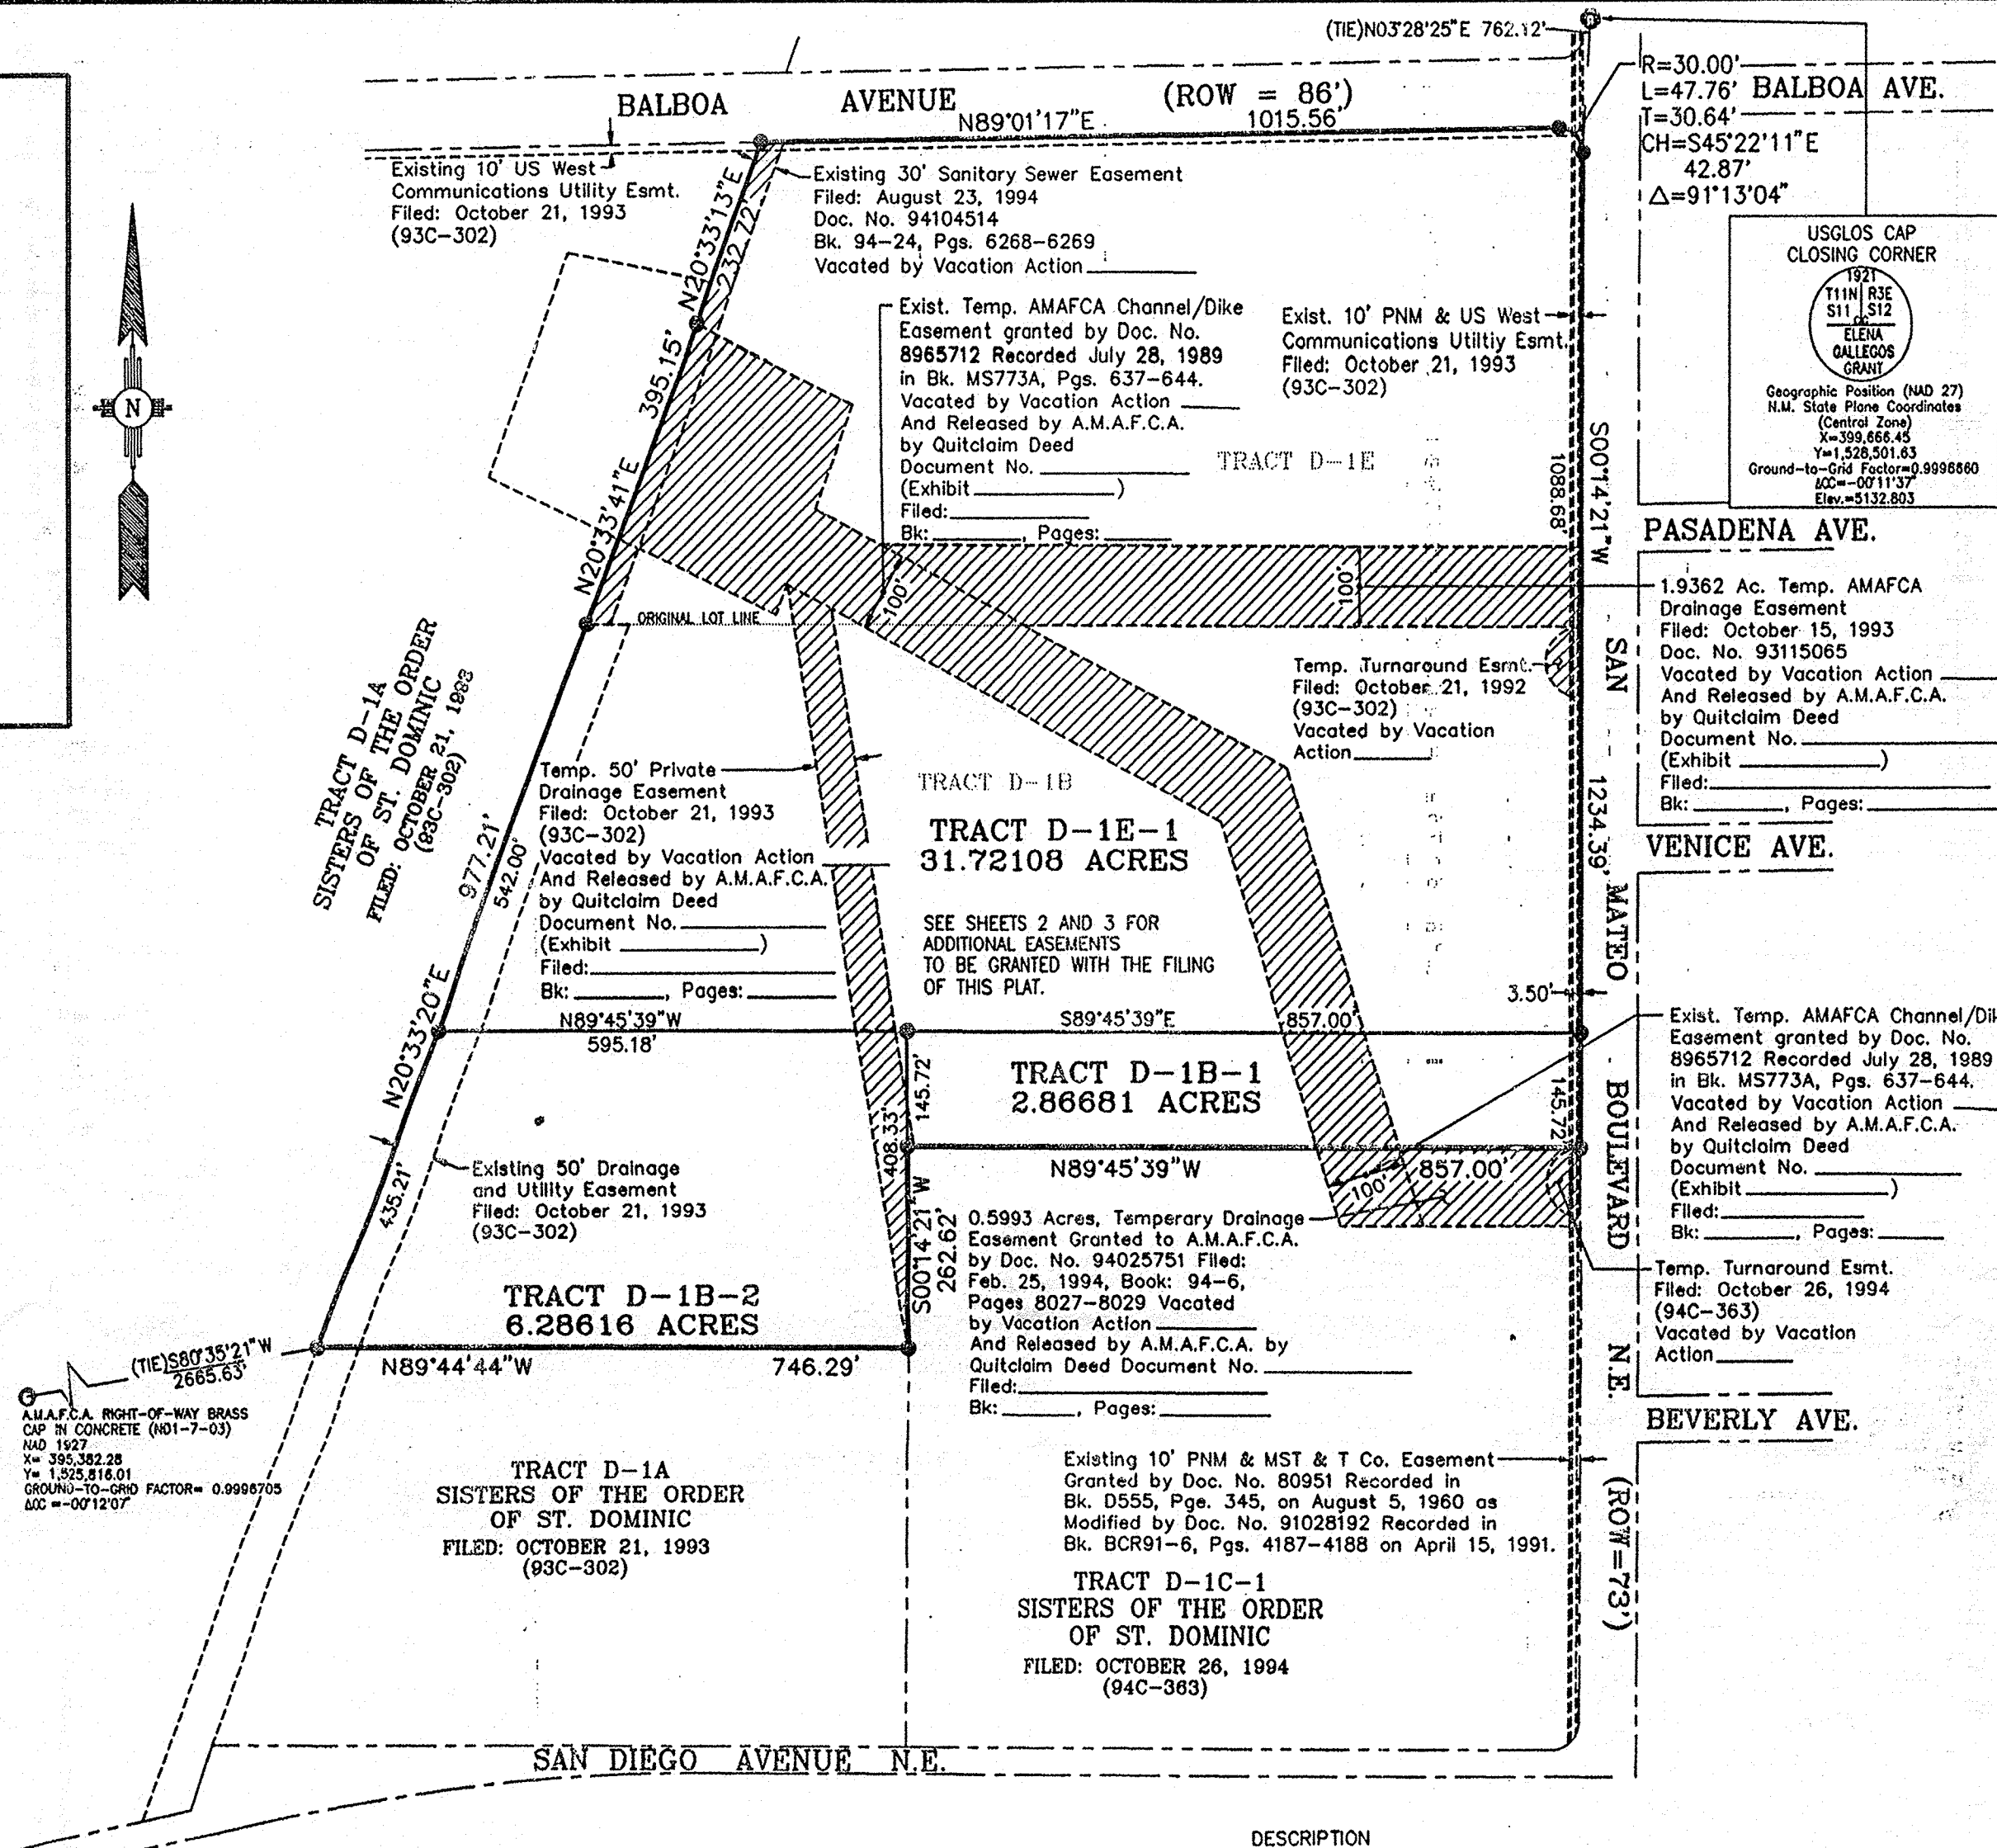 (TIE)N03°28'25"E 762.12'
BALBOA AVENUE (ROW = 86')
N89°01'17"E 1015.56'
R=30.00'
L=47.76'
T=30.64'
CH=S45°22'11"E
42.87'
Δ=91°13'04"
BALBOA AVE.
USGLOS CAP
CLOSING CORNER
1921
T11N R3E
S11 S12
CC
ELENA
GALLEGOS
GRANT
Geographic Position (NAD 27)
N.M. State Plane Coordinates
(Central Zone)
X=399,666.45
Y=1,528,501.63
Ground-to-Grid Factor=0.9996660
ΔCC=-00°11'37"
Elev.=5132.803
Existing 10' US West
Communications Utility Esmt.
Filed: October 21, 1993
(93C-302)
Existing 30' Sanitary Sewer Easement
Filed: August 23, 1994
Doc. No. 94104514
Bk. 94-24, Pgs. 6268-6269
Vacated by Vacation Action
N20°33'13"E
232.72'
N
Exist. Temp. AMAFCA Channel/Dike
Easement granted by Doc. No.
8965712 Recorded July 28, 1989
in Bk. MS773A, Pgs. 637-644.
Vacated by Vacation Action
And Released by A.M.A.F.C.A.
by Quitclaim Deed
Document No.
(Exhibit )
Filed:
Bk: , Pages:
Exist. 10' PNM & US West
Communications Utiltiy Esmt.
Filed: October 21, 1993
(93C-302)
TRACT D-1E
395.15'
N20°33'41"E
1088.68'
S00°14'21"W
PASADENA AVE.
100'
100'
ORIGINAL LOT LINE
1.9362 Ac. Temp. AMAFCA
Drainage Easement
Filed: October 15, 1993
Doc. No. 93115065
Vacated by Vacation Action
And Released by A.M.A.F.C.A.
by Quitclaim Deed
Document No.
(Exhibit )
Filed:
Bk: , Pages:
Temp. Turnaround Esmt.
Filed: October 21, 1992
(93C-302)
Vacated by Vacation
Action
TRACT D-1A
SISTERS OF THE ORDER
OF ST. DOMINIC
FILED: OCTOBER 21, 1993
(93C-302)
Temp. 50' Private
Drainage Easement
Filed: October 21, 1993
(93C-302)
Vacated by Vacation Action
And Released by A.M.A.F.C.A.
by Quitclaim Deed
Document No.
(Exhibit )
Filed:
Bk: , Pages:
TRACT D-1B
TRACT D-1E-1
31.72108 ACRES
SEE SHEETS 2 AND 3 FOR
ADDITIONAL EASEMENTS
TO BE GRANTED WITH THE FILING
OF THIS PLAT.
977.21'
542.00'
1234.39'
VENICE AVE.
SAN MATEO BOULEVARD N.E. (ROW=73')
3.50'
N89°45'39"W
595.18'
S89°45'39"E 857.00'
N20°33'20"E
435.21'
TRACT D-1B-1
2.86681 ACRES
145.72'
145.72'
408.33'
N89°45'39"W 857.00'
100'
S00°14'21"W
262.62'
Exist. Temp. AMAFCA Channel/Dik
Easement granted by Doc. No.
8965712 Recorded July 28, 1989
in Bk. MS773A, Pgs. 637-644.
Vacated by Vacation Action
And Released by A.M.A.F.C.A.
by Quitclaim Deed
Document No.
(Exhibit )
Filed:
Bk: , Pages:
Existing 50' Drainage
and Utility Easement
Filed: October 21, 1993
(93C-302)
0.5993 Acres, Temperary Drainage
Easement Granted to A.M.A.F.C.A.
by Doc. No. 94025751 Filed:
Feb. 25, 1994, Book: 94-6,
Pages 8027-8029 Vacated
by Vacation Action
And Released by A.M.A.F.C.A. by
Quitclaim Deed Document No.
Filed:
Bk: , Pages:
Temp. Turnaround Esmt.
Filed: October 26, 1994
(94C-363)
Vacated by Vacation
Action
TRACT D-1B-2
6.28616 ACRES
N89°44'44"W 746.29'
(TIE)S80°35'21"W
2665.63'
A.M.A.F.C.A. RIGHT-OF-WAY BRASS
CAP IN CONCRETE (NO1-7-03)
NAD 1927
X= 395,382.28
Y= 1,525,816.01
GROUND-TO-GRID FACTOR= 0.9996705
ΔCC =-00°12'07"
BEVERLY AVE.
TRACT D-1A
SISTERS OF THE ORDER
OF ST. DOMINIC
FILED: OCTOBER 21, 1993
(93C-302)
Existing 10' PNM & MST & T Co. Easement
Granted by Doc. No. 80951 Recorded in
Bk. D555, Pge. 345, on August 5, 1960 as
Modified by Doc. No. 91028192 Recorded in
Bk. BCR91-6, Pgs. 4187-4188 on April 15, 1991.
TRACT D-1C-1
SISTERS OF THE ORDER
OF ST. DOMINIC
FILED: OCTOBER 26, 1994
(94C-363)
SAN DIEGO AVENUE N.E.
DESCRIPTION